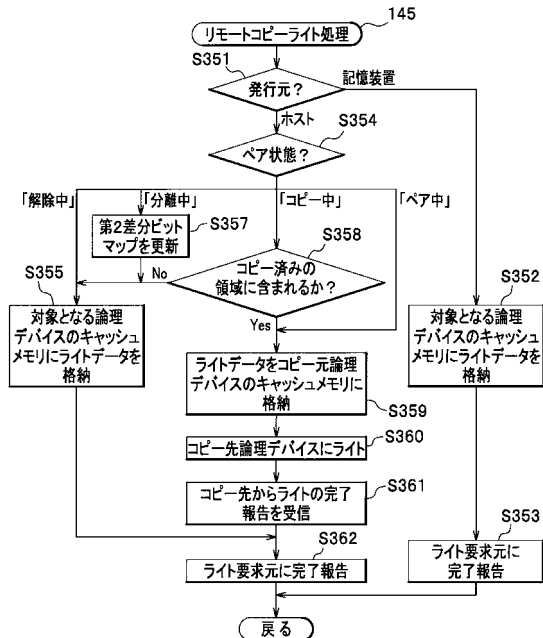 145
リモートコピーライト処理
S351
発行元？
記憶装置
ホスト
S354
ペア状態？
「解除中」
「分離中」
「コピー中」
「ペア中」
S357
第2差分ビット
マップを更新
S358
コピー済みの
領域に含まれるか？
No
Yes
S355
対象となる論理
デバイスのキャッシュ
メモリにライトデータを
格納
S352
対象となる論理
デバイスのキャッシュ
メモリにライトデータを
格納
ライトデータをコピー元論理
デバイスのキャッシュメモリに
格納
S359
S360
コピー先論理デバイスにライト
S361
コピー先からライトの完了
報告を受信
S362
ライト要求元に完了報告
S353
ライト要求元に
完了報告
戻る